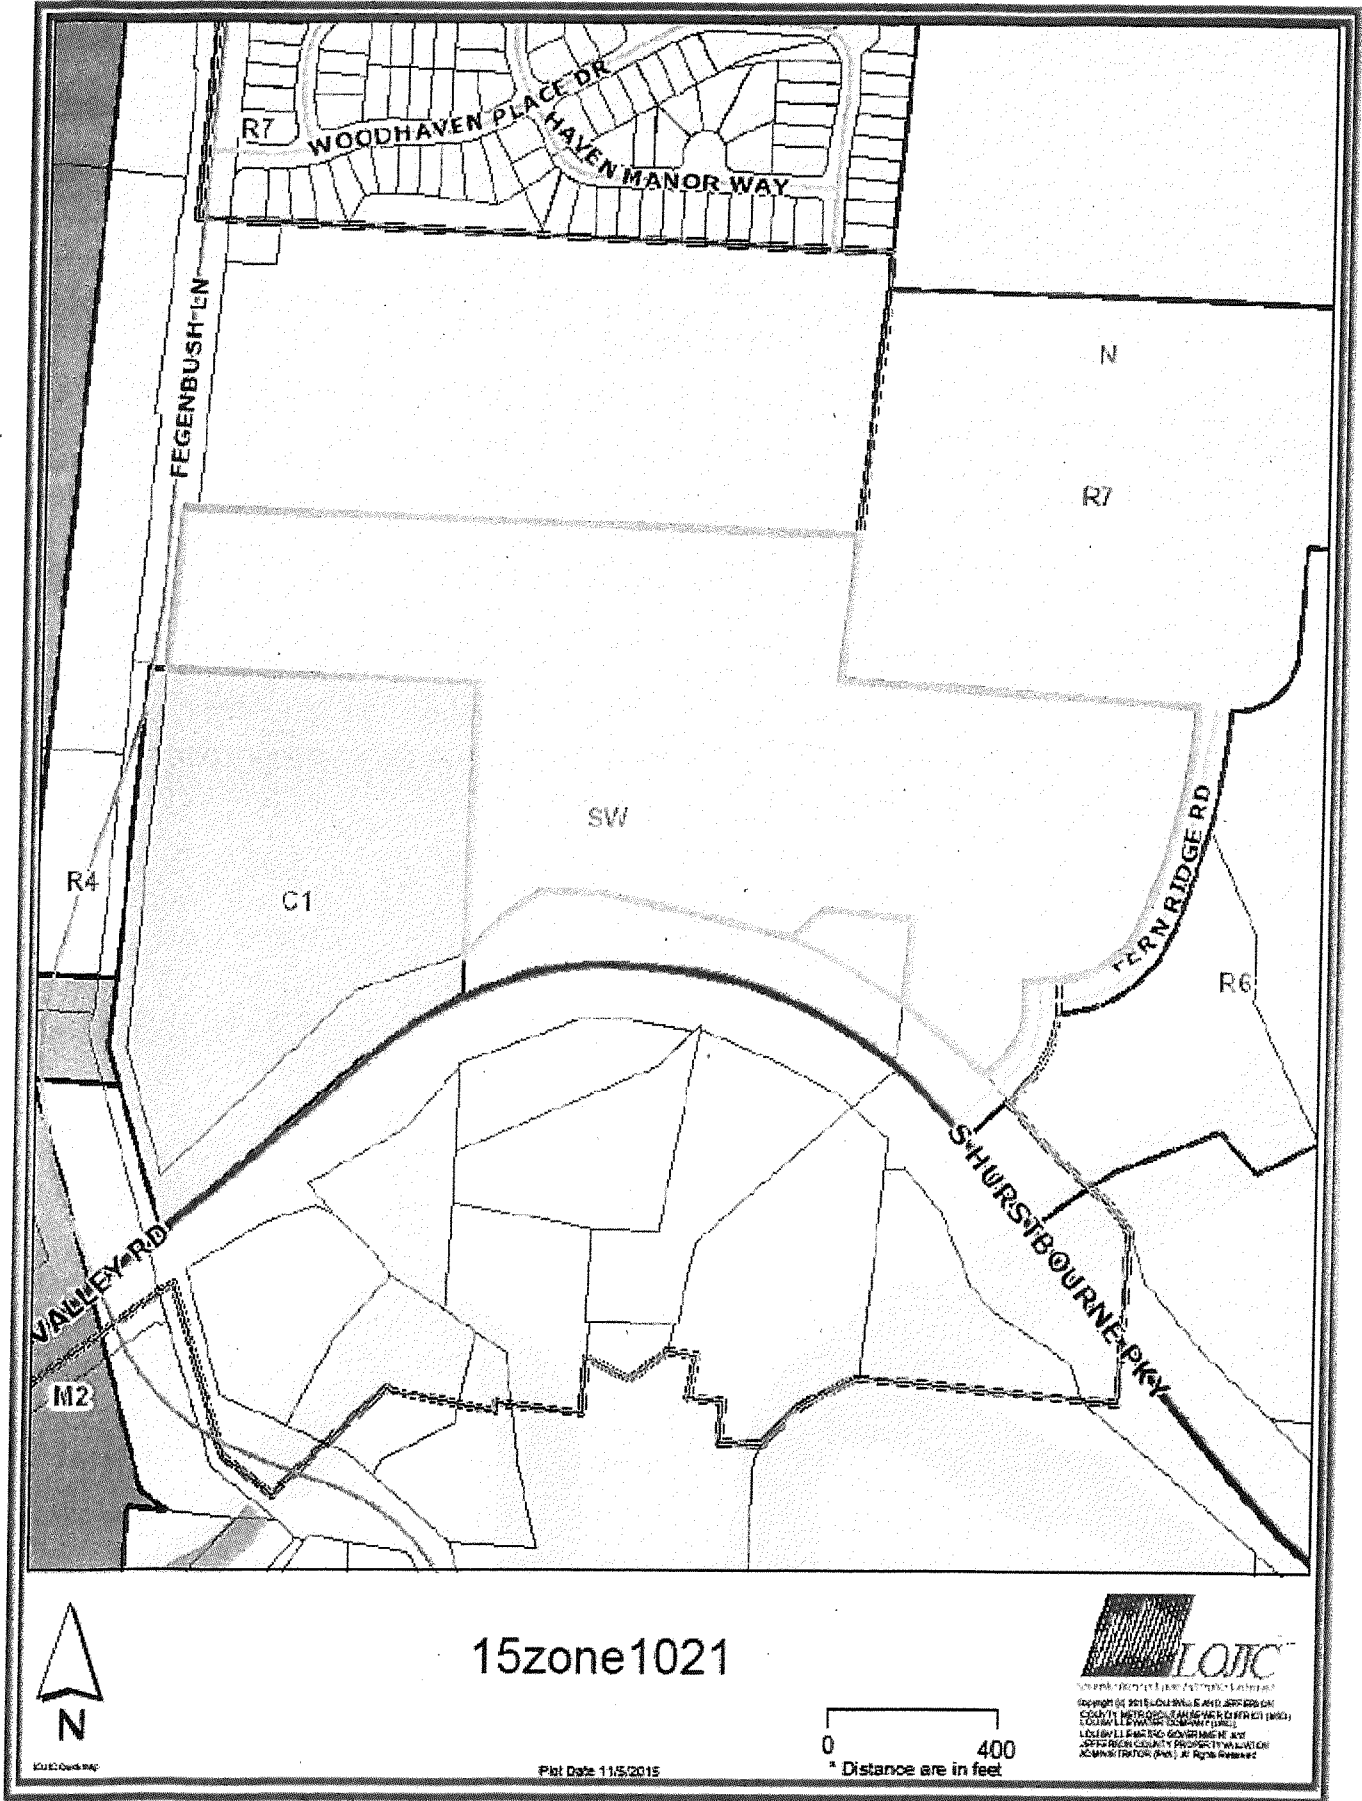 R7
WOODHAVEN PLACE DR
HAVEN MANOR WAY
FEGENBUSH LN
N
R7
SW
FERN RIDGE RD
R4
C1
R6
S HURSTBOURNE PKY
VALLEY RD
M2
N
15zone1021
LOJIC
0 400
* Distance are in feet
Plot Date 11/5/2015